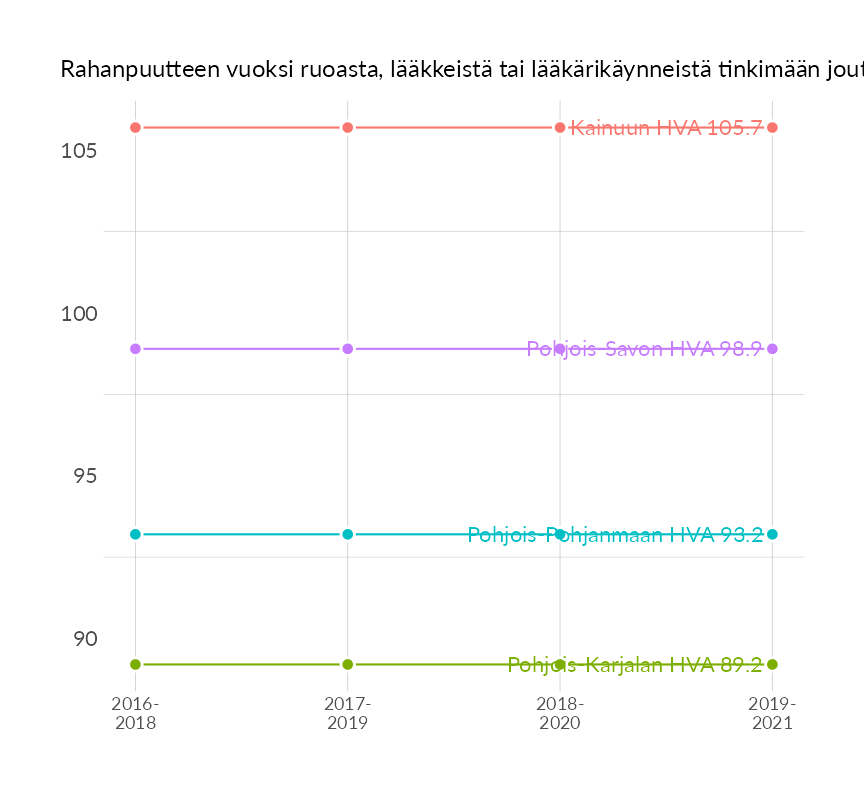 Rahanpuutteen vuoksi ruoasta, lääkkeistä tai lääkärikäynneistä tinkimään jout
Kainuun HVA 105.7
105
100
Pohjois-Savon HVA 98.9
95
Pohjois-Pohjanmaan HVA 93.2
90
Pohjois-Karjalan HVA 89.2
2016-
2018
2017-
2019
2018-
2020
2019-
2021